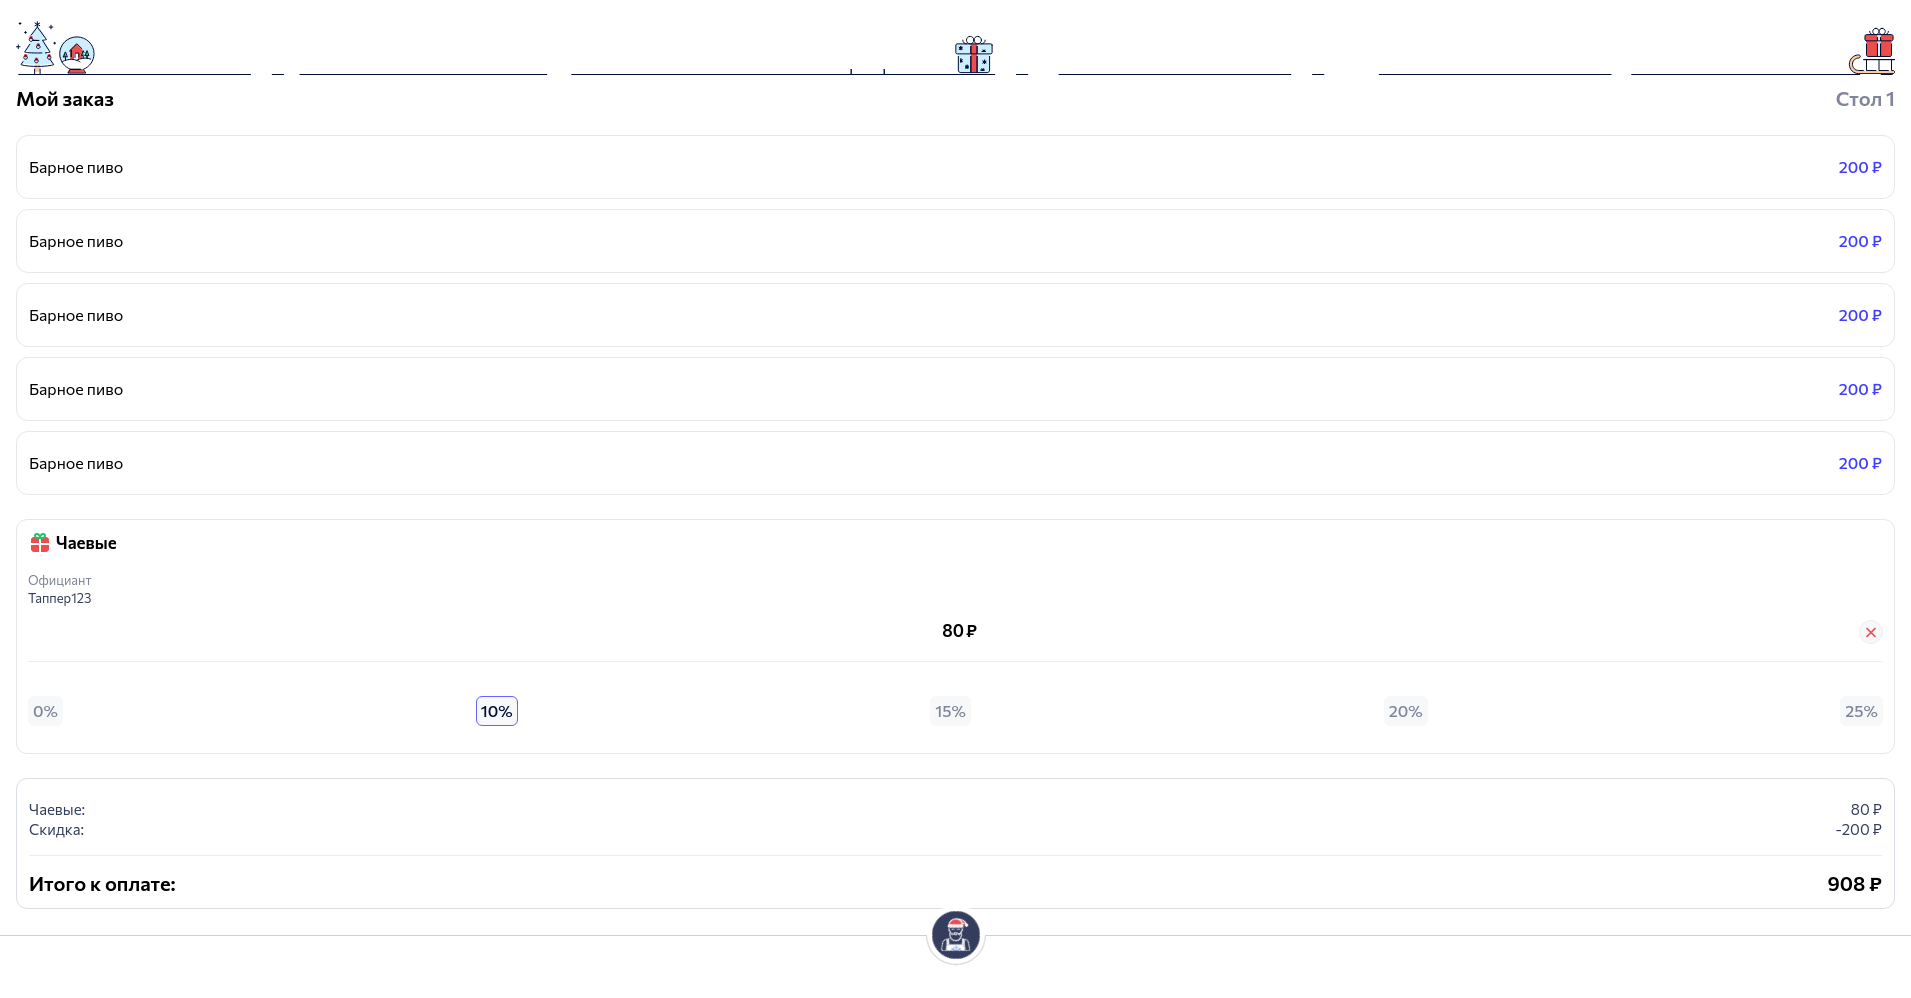 Мой заказ
Стол 1
Барное пиво 200 ₽
Барное пиво 200 ₽
Барное пиво 200 ₽
Барное пиво 200 ₽
Барное пиво 200 ₽
Чаевые
Официант
Таппер123
80 ₽
0% 10% 15% 20% 25%
Чаевые: 80 ₽
Скидка: -200 ₽
Итого к оплате: 908 ₽